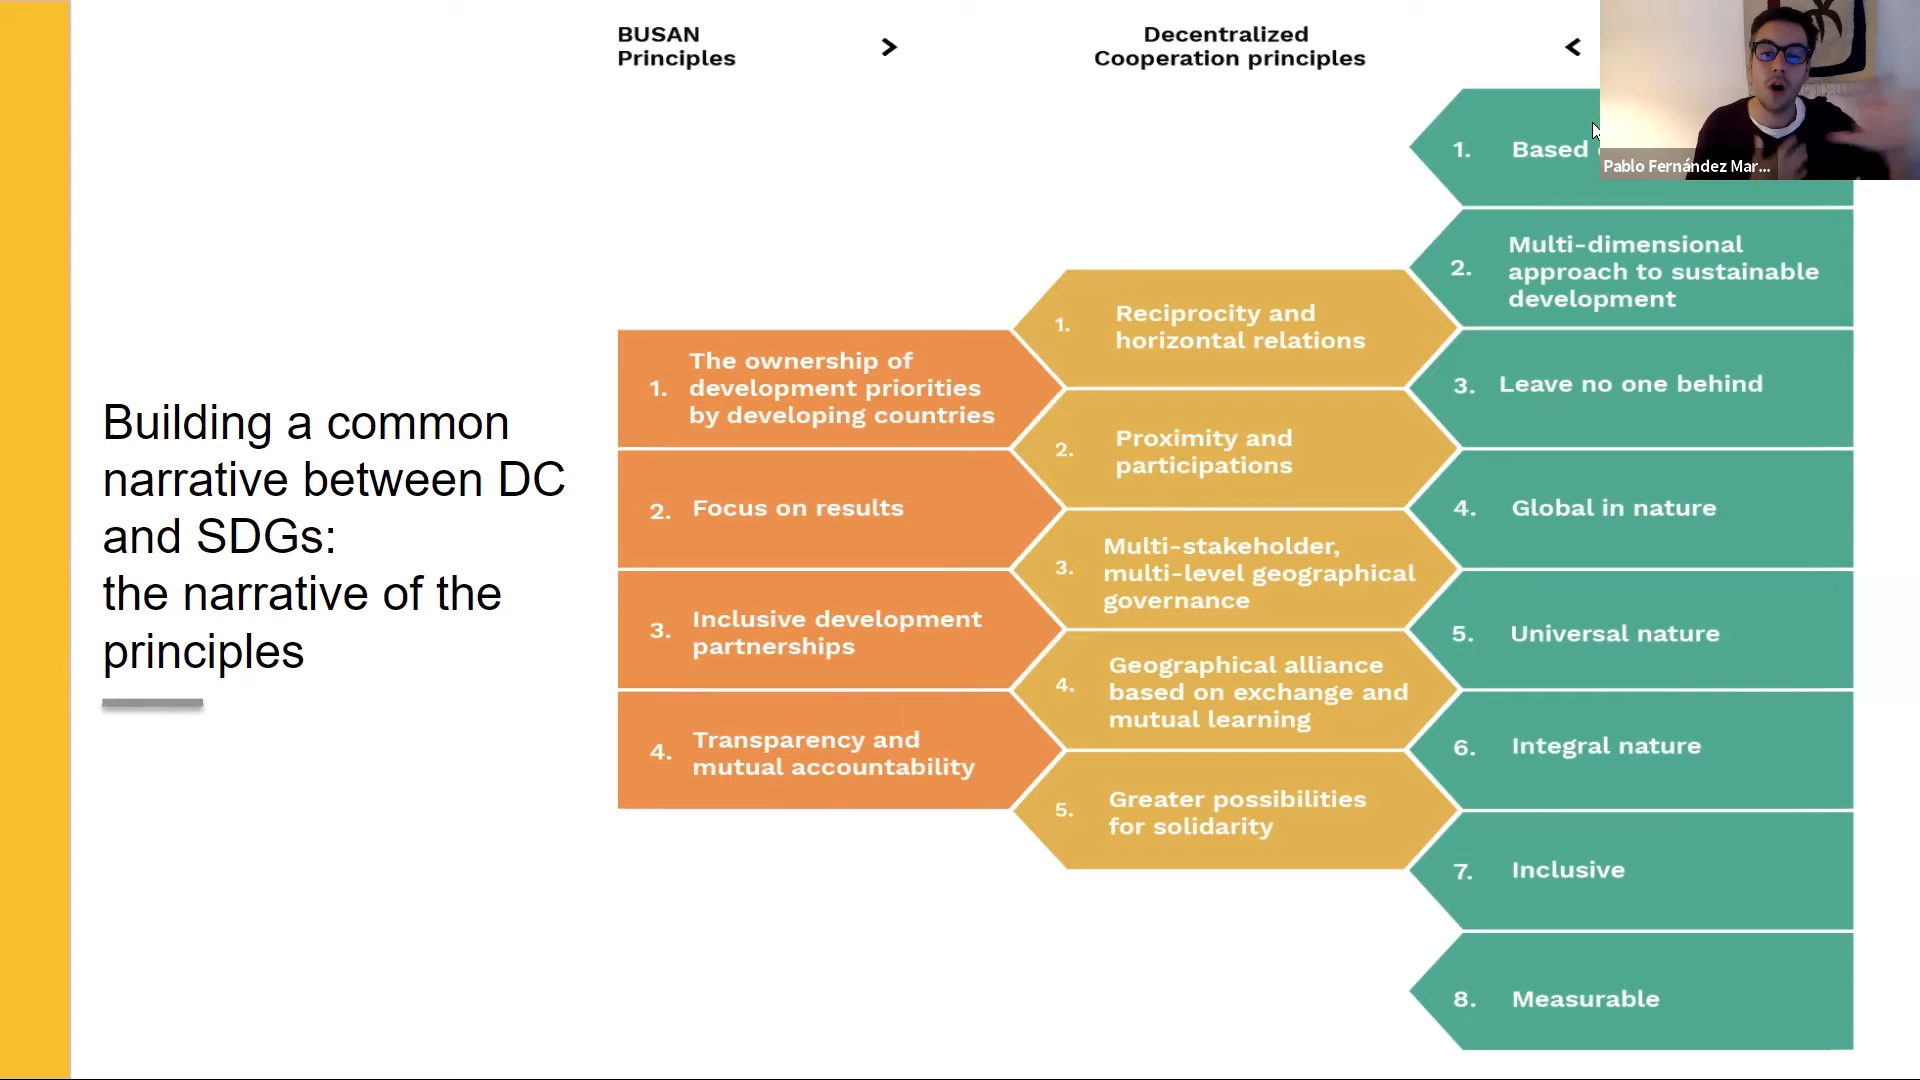 BUSAN
Principles
Decentralized
Cooperation principles
Pablo Fernández Mar...
Building a common
narrative between DC
and SDGs:
the narrative of the
principles
1. The ownership of
development priorities
by developing countries
2. Focus on results
3. Inclusive development
partnerships
4. Transparency and
mutual accountability
1. Reciprocity and
horizontal relations
2. Proximity and
participations
3. Multi-stakeholder,
multi-level geographical
governance
4. Geographical alliance
based on exchange and
mutual learning
5. Greater possibilities
for solidarity
1. Based
2. Multi-dimensional
approach to sustainable
development
3. Leave no one behind
4. Global in nature
5. Universal nature
6. Integral nature
7. Inclusive
8. Measurable